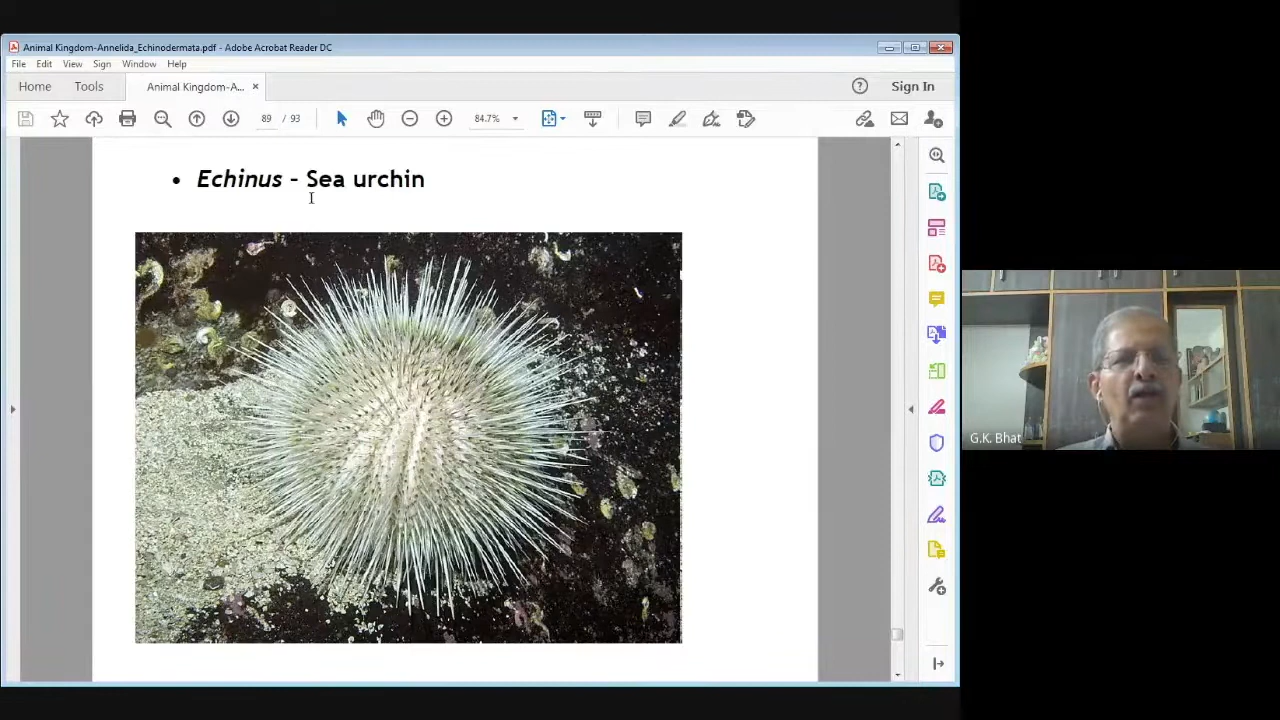 Animal Kingdom-Annelida_Echinodermata.pdf - Adobe Acrobat Reader DC
File Edit View Sign Window Help
Home Tools Animal Kingdom-A... × Sign In
89 / 93 84.7%
• Echinus - Sea urchin
G.K. Bhat